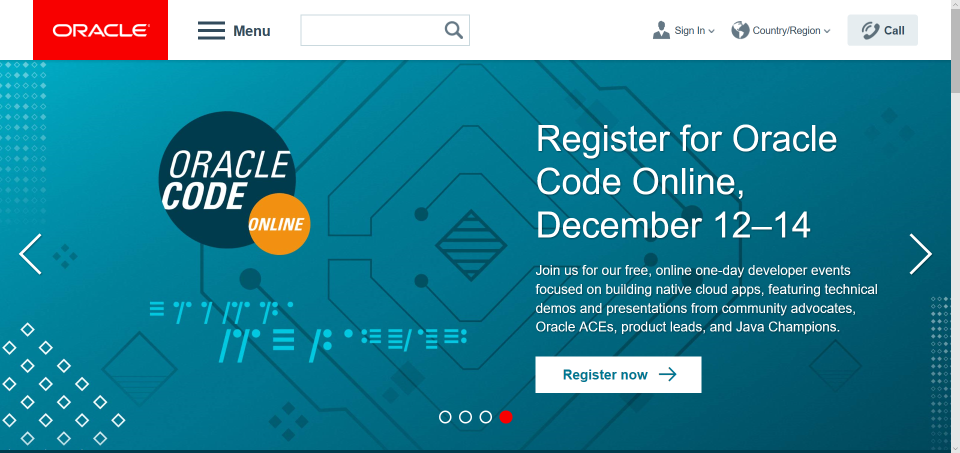 ORACLE
Menu
Sign In
Country/Region
Call
ORACLE
CODE
ONLINE
Register for Oracle
Code Online,
December 12–14
Join us for our free, online one-day developer events
focused on building native cloud apps, featuring technical
demos and presentations from community advocates,
Oracle ACEs, product leads, and Java Champions.
Register now